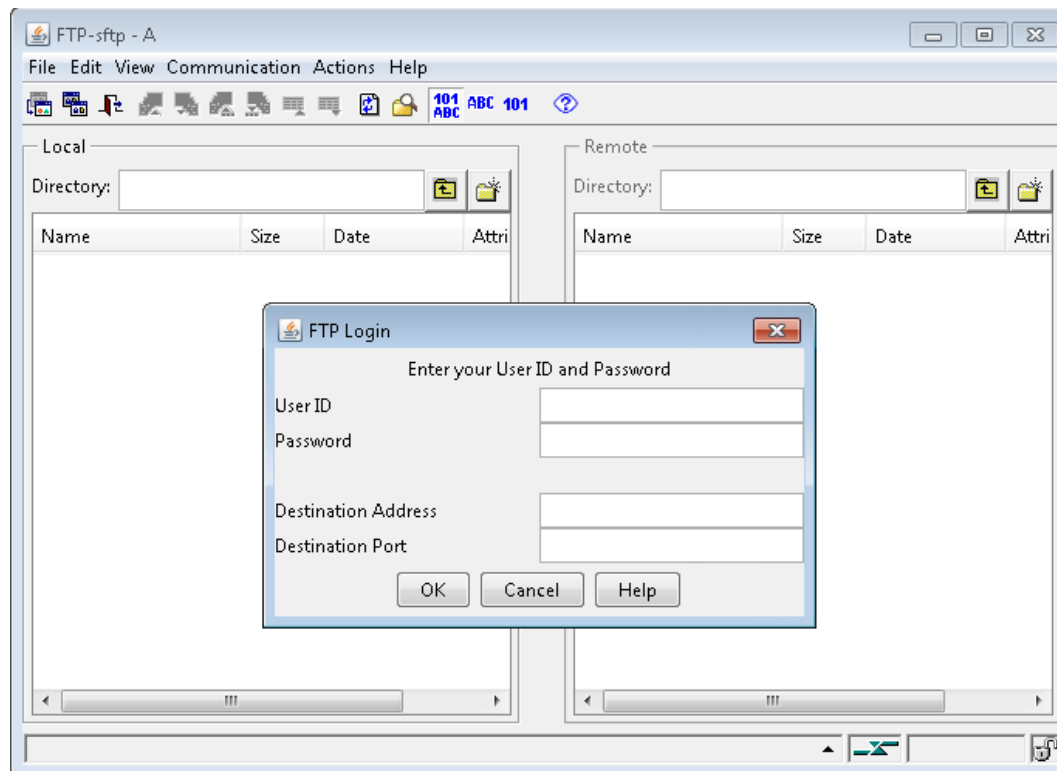 FTP-sftp - A
File Edit View Communication Actions Help
101 ABC ABC 101
Local
Remote
Directory:
Directory:
Name Size Date Attri
Name Size Date Attri
FTP Login
Enter your User ID and Password
User ID
Password
Destination Address
Destination Port
OK Cancel Help